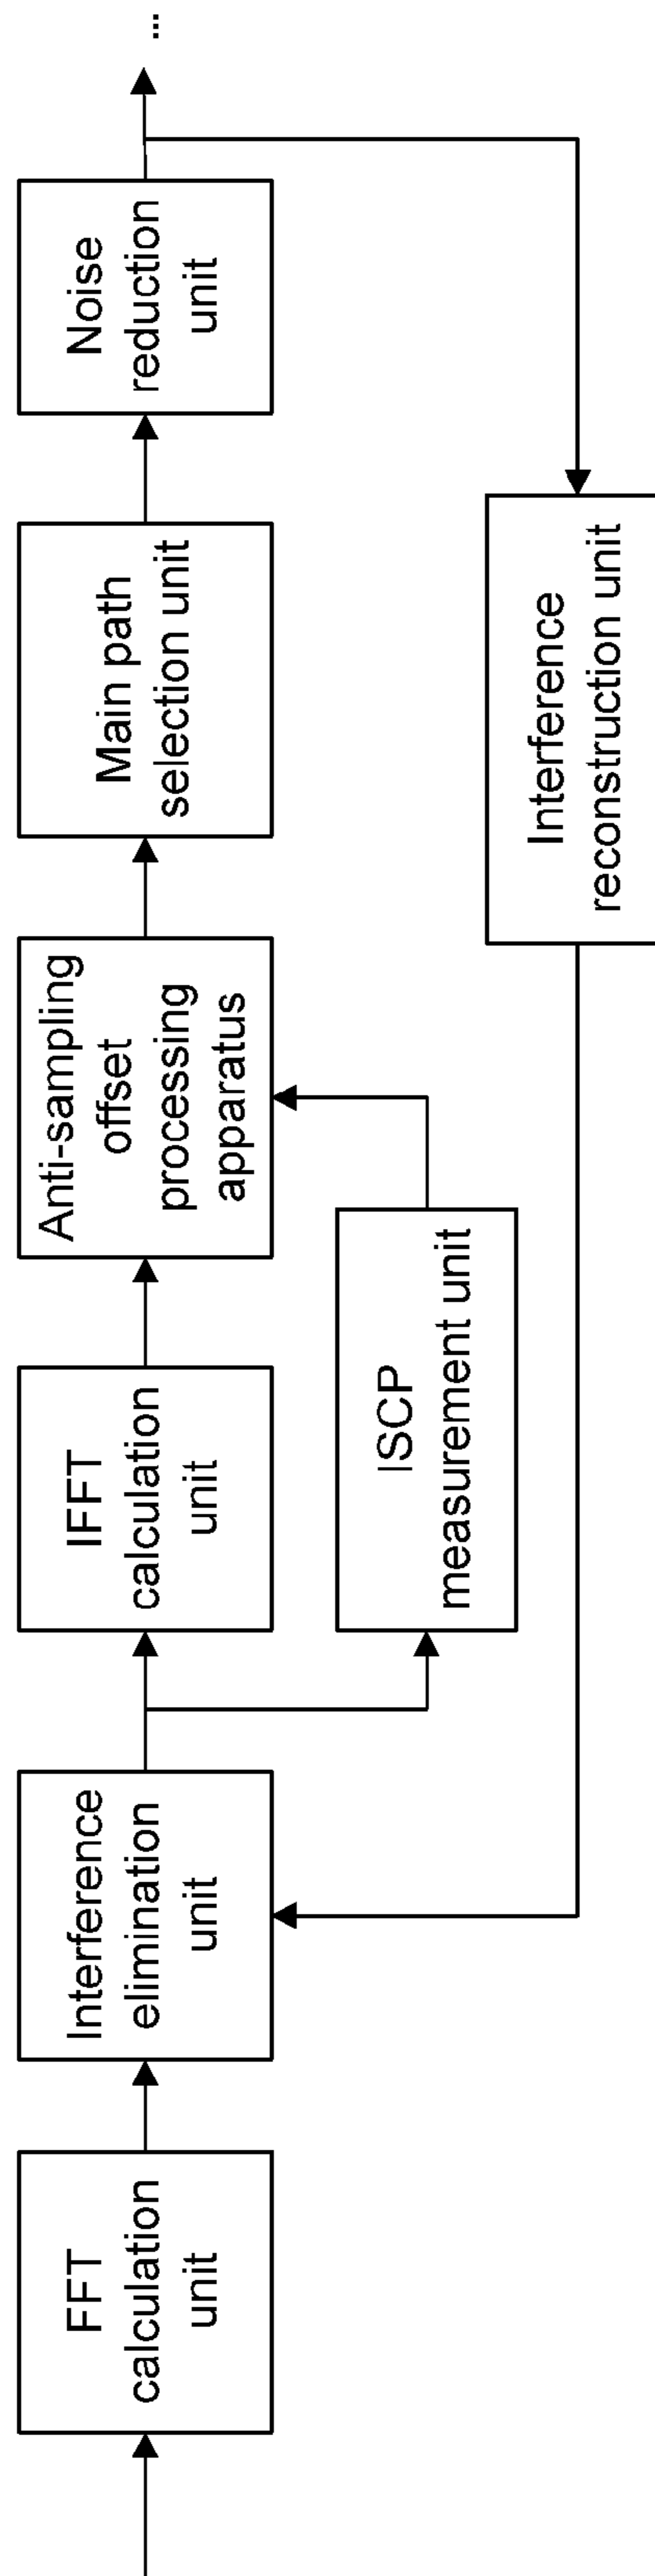 FFT
calculation
unit
Interference
elimination
unit
IFFT
calculation
unit
ISCP
measurement unit
Anti-sampling
offset
processing
apparatus
Main path
selection unit
Noise
reduction
unit
...
Interference
reconstruction unit